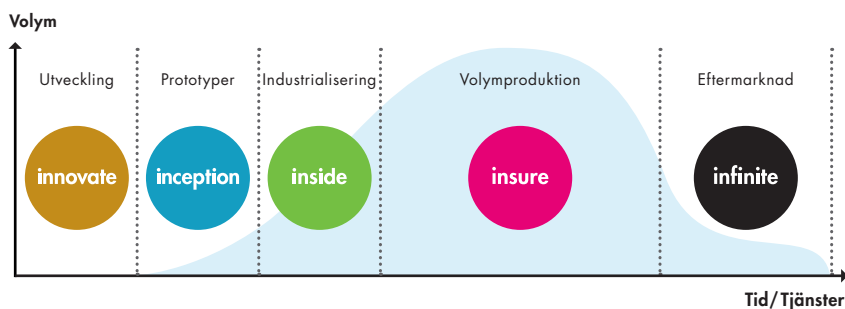 Volym
Utveckling
Prototyper
Industrialisering
Volymproduktion
Eftermarknad
innovate
inception
inside
insure
infinite
Tid/Tjänster